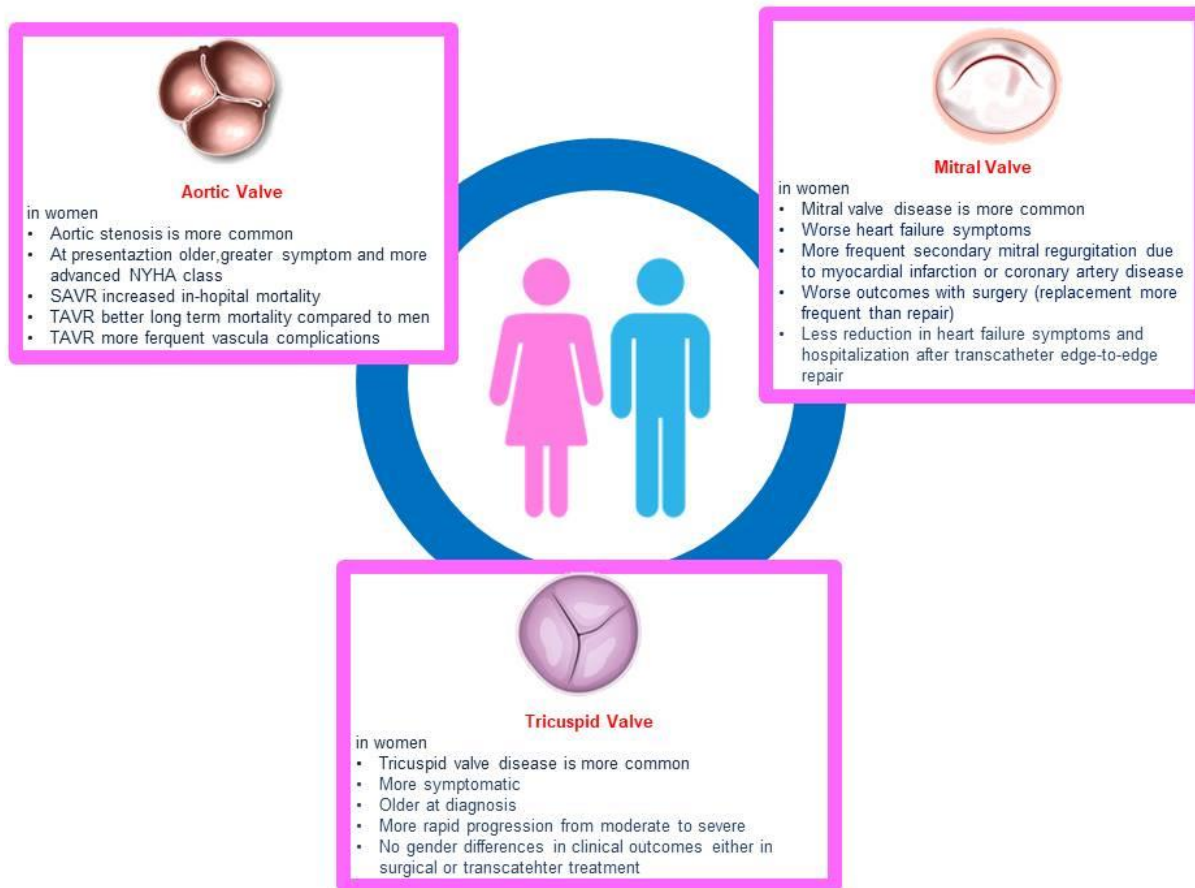 Aortic Valve
in women
• Aortic stenosis is more common
• At presentaztion older,greater symptom and more
advanced NYHA class
• SAVR increased in-hopital mortality
• TAVR better long term mortality compared to men
• TAVR more ferquent vascula complications
Mitral Valve
in women
• Mitral valve disease is more common
• Worse heart failure symptoms
• More frequent secondary mitral regurgitation due
to myocardial infarction or coronary artery disease
• Worse outcomes with surgery (replacement more
frequent than repair)
• Less reduction in heart failure symptoms and
hospitalization after transcatheter edge-to-edge
repair
Tricuspid Valve
in women
• Tricuspid valve disease is more common
• More symptomatic
• Older at diagnosis
• More rapid progression from moderate to severe
• No gender differences in clinical outcomes either in
surgical or transcatehter treatment